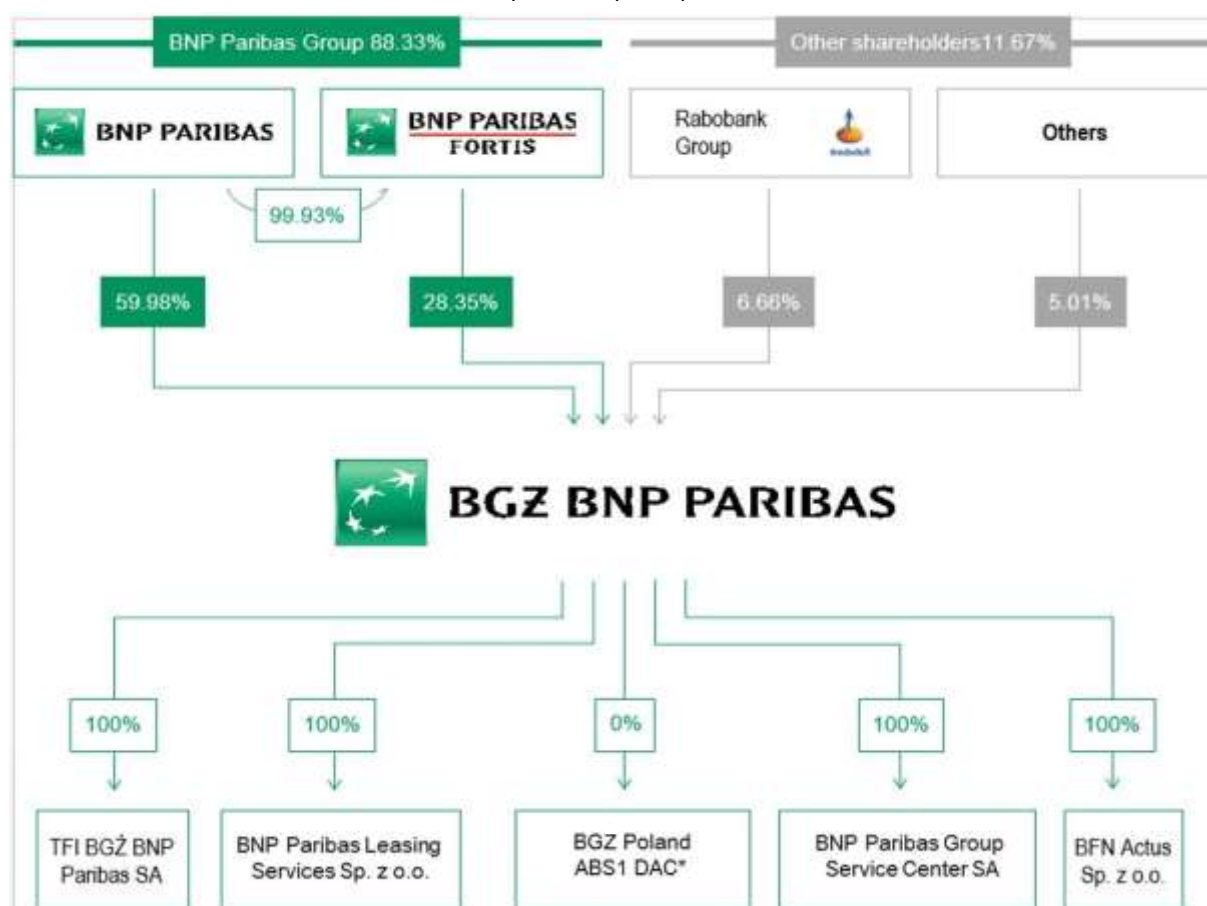 BNP Paribas Group 88.33%
Other shareholders11.67%
BNP PARIBAS
BNP PARIBAS
FORTIS
Rabobank
Group
Others
99.93%
59.98%
28,35%
6.66%
5.01%
BGŻ BNP PARIBAS
100%
100%
0%
100%
100%
TFI BGŻ BNP
Paribas SA
BNP Paribas Leasing
Services Sp. z o.o.
BGZ Poland
ABS1 DAC*
BNP Paribas Group
Service Center SA
BFN Actus
Sp. z o.o.